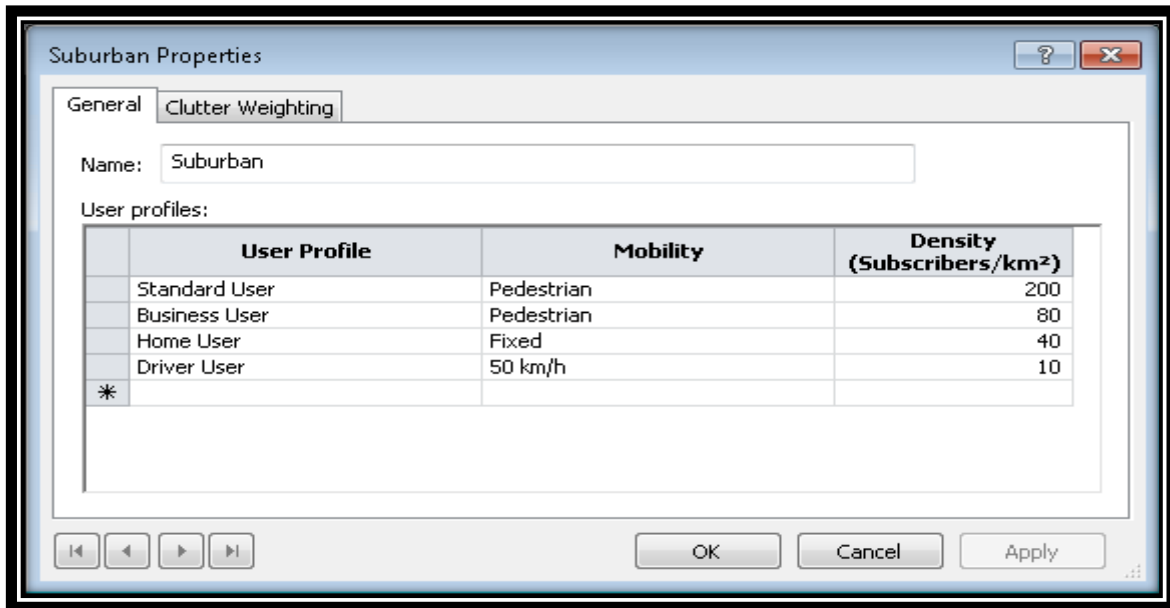 Suburban Properties
General Clutter Weighting
Name: Suburban
User profiles:
User Profile Mobility Density (Subscribers/km²)
Standard User Pedestrian 200
Business User Pedestrian 80
Home User Fixed 40
Driver User 50 km/h 10
OK Cancel Apply